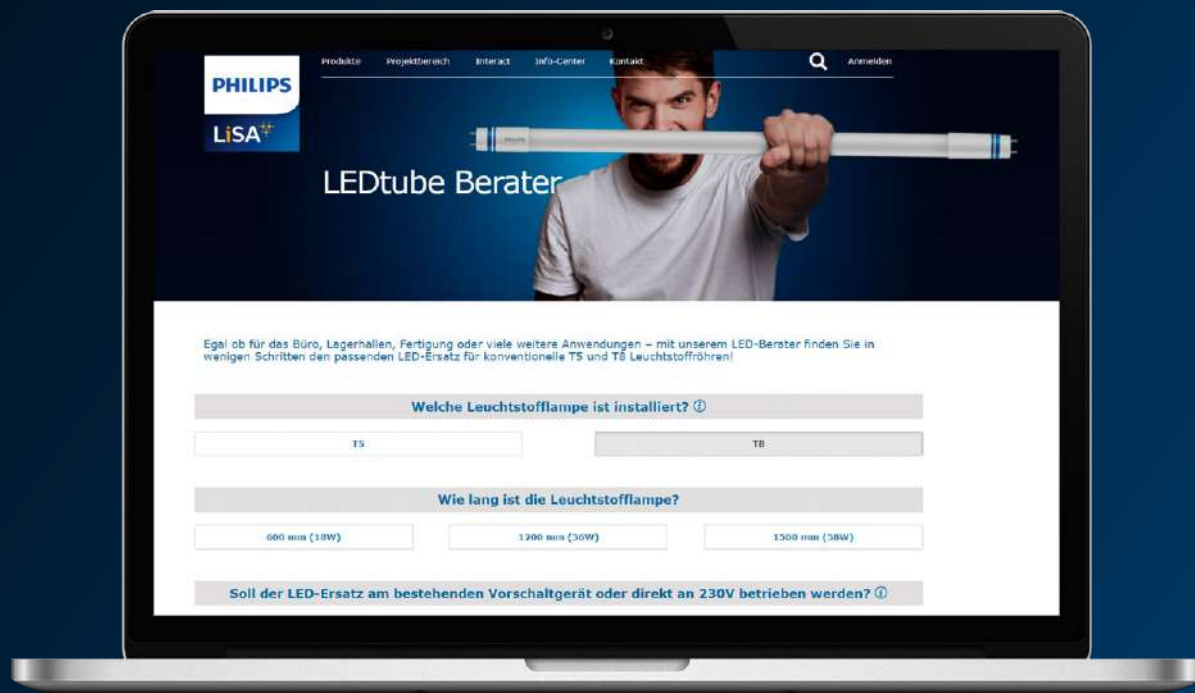 Produkte Projektbereich Interact Info-Center Kontakt Anmelden
PHILIPS
LiSA
PHILIPS
LEDtube Berater
Egal ob für das Büro, Lagerhallen, Fertigung oder viele weitere Anwendungen – mit unserem LED-Berater finden Sie in
wenigen Schritten den passenden LED-Ersatz für konventionelle T5 und T8 Leuchtstoffröhren!
Welche Leuchtstofflampe ist installiert? ⓘ
T5 T8
Wie lang ist die Leuchtstofflampe?
600 mm (18W) 1200 mm (36W) 1500 mm (58W)
Soll der LED-Ersatz am bestehenden Vorschaltgerät oder direkt an 230V betrieben werden? ⓘ